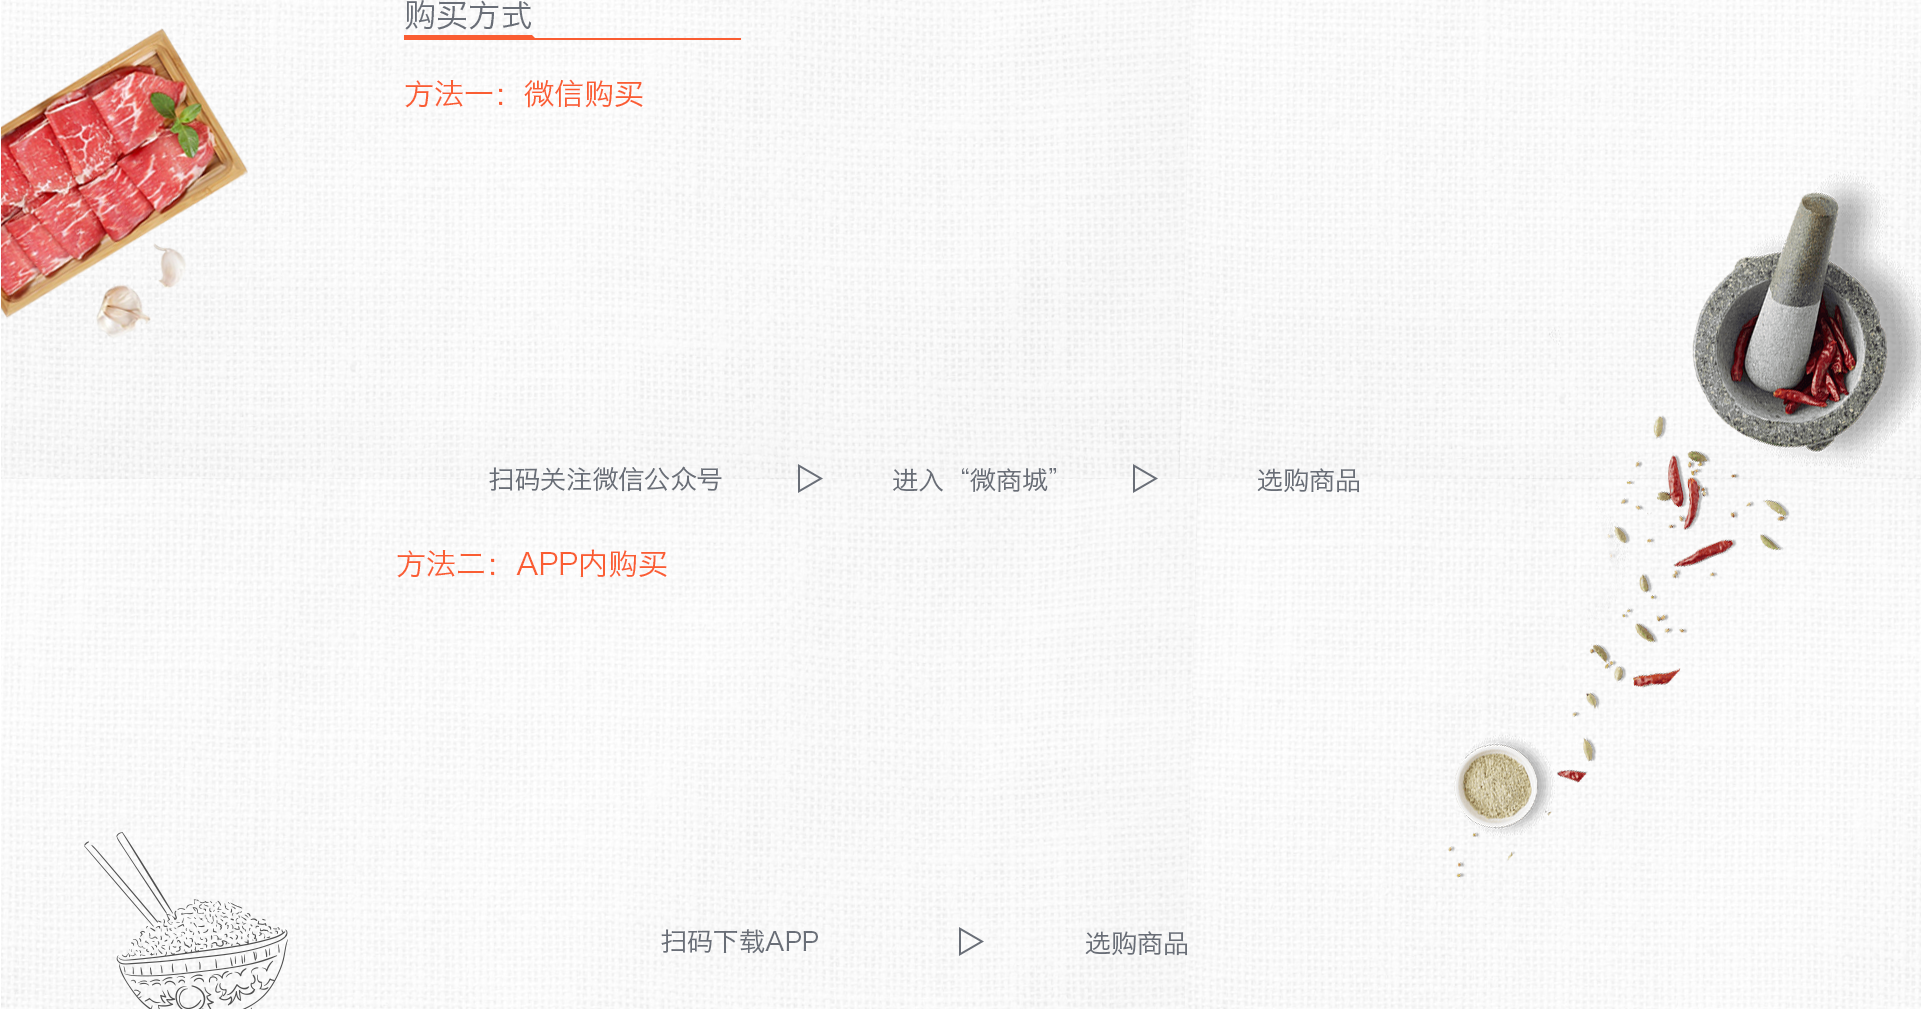 购买方式
方法一：微信购买
扫码关注微信公众号
进入“微商城”
选购商品
方法二：APP内购买
扫码下载APP
选购商品